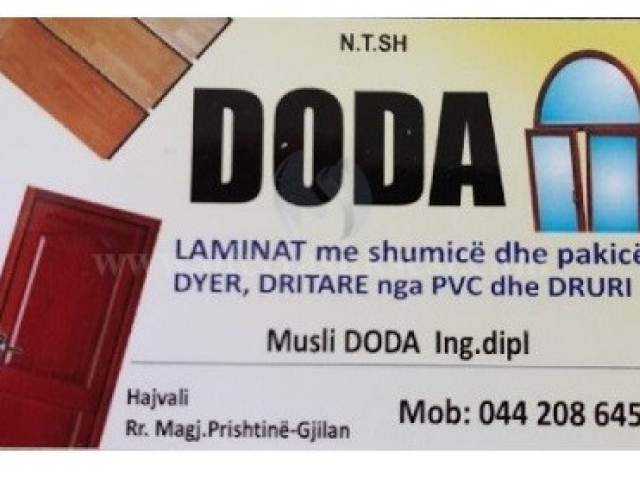 N.T.SH
DODA
LAMINAT me shumicë dhe pakicë
DYER, DRITARE nga PVC dhe DRURI
Musli DODA Ing.dipl
Hajvali
Rr. Magj.Prishtinë-Gjilan
Mob: 044 208 645